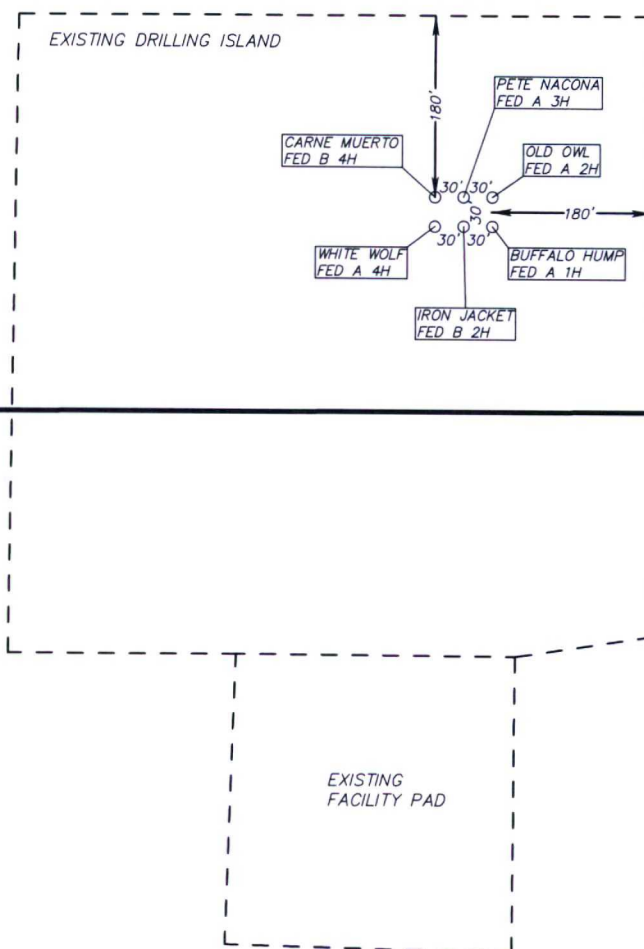 EXISTING DRILLING ISLAND
180'
PETE NACONA
FED A 3H
CARNE MUERTO
FED B 4H
OLD OWL
FED A 2H
30'
30'
30'
180'
30'
30'
WHITE WOLF
FED A 4H
BUFFALO HUMP
FED A 1H
IRON JACKET
FED B 2H
EXISTING
FACILITY PAD